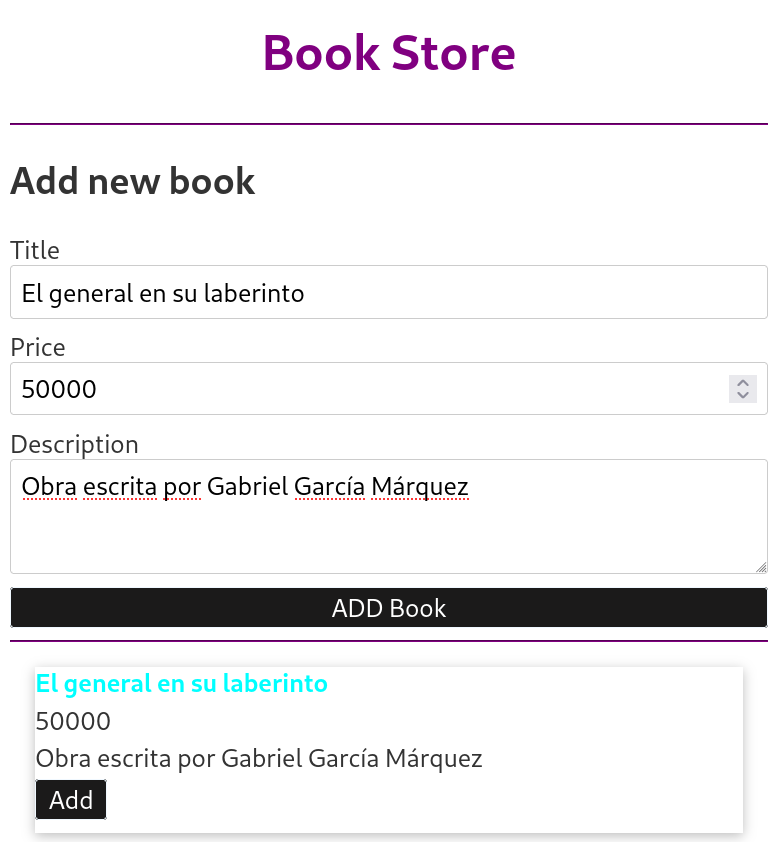 Book Store
Add new book
Title
El general en su laberinto
Price
50000
Description
Obra escrita por Gabriel García Márquez
ADD Book
El general en su laberinto
50000
Obra escrita por Gabriel García Márquez
Add